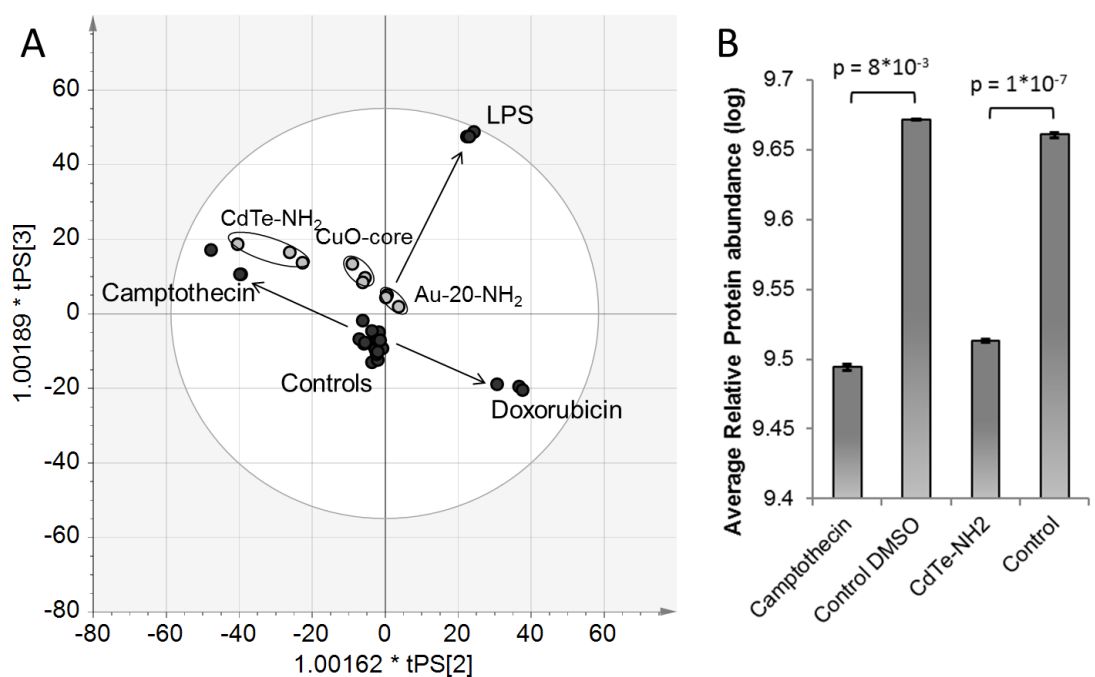 A
60
40
20
0
-20
-40
-60
-80
-80 -60 -40 -20 0 20 40 60
1.00189 * tPS[3]
1.00162 * tPS[2]
LPS
CdTe-NH2
CuO-core
Au-20-NH2
Camptothecin
Controls
Doxorubicin
B
p = 8*10-3
p = 1*10-7
9.7
9.65
9.6
9.55
9.5
9.45
9.4
Average Relative Protein abundance (log)
Camptothecin
Control DMSO
CdTe-NH2
Control